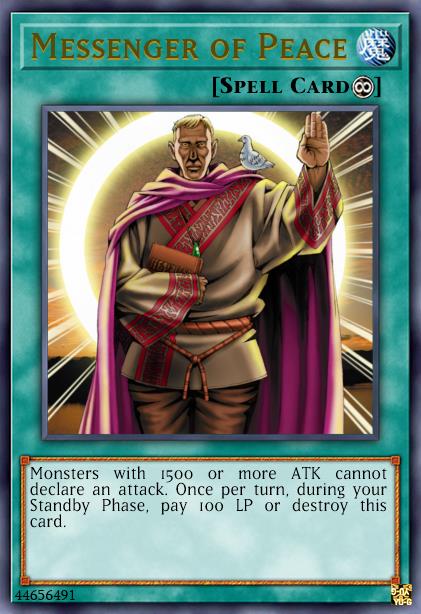 Messenger of Peace 魔
[Spell Card]
Monsters with 1500 or more ATK cannot
declare an attack. Once per turn, during your
Standby Phase, pay 100 LP or destroy this
card.
44656491